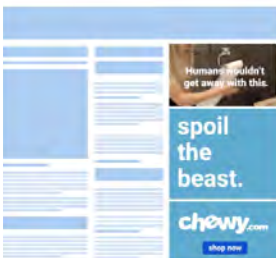 Humans wouldn't
get away with this.
spoil
the
beast.
chewy.com
shop now